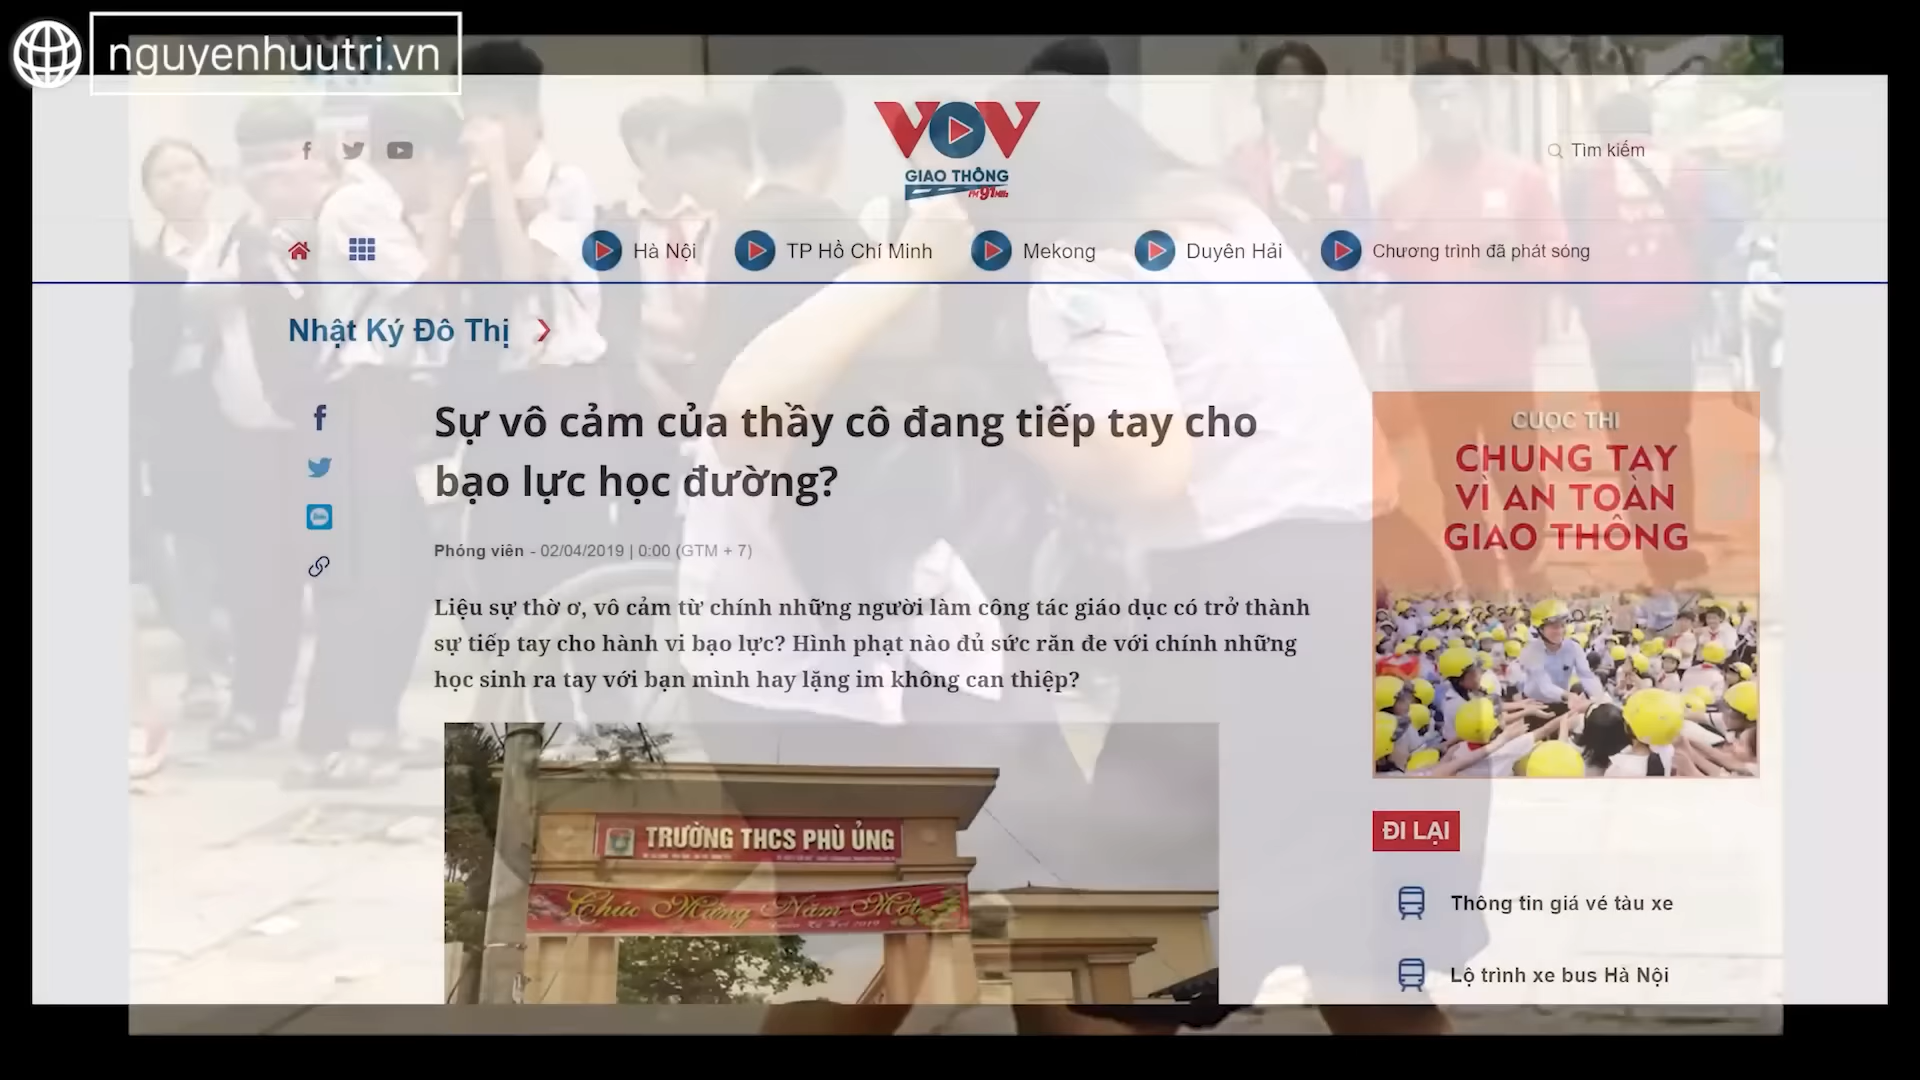 nguyenhuutri.vn
VOV
GIAO THÔNG
FM 91 MHz
Tìm kiếm
Hà Nội
TP Hồ Chí Minh
Mekong
Duyên Hải
Chương trình đã phát sóng
Nhật Ký Đô Thị
Sự vô cảm của thầy cô đang tiếp tay cho
bạo lực học đường?
Phóng viên - 02/04/2019 | 0:00 (GTM + 7)
Liệu sự thờ ơ, vô cảm từ chính những người làm công tác giáo dục có trở thành
sự tiếp tay cho hành vi bạo lực? Hình phạt nào đủ sức răn đe với chính những
học sinh ra tay với bạn mình hay lặng im không can thiệp?
CUỘC THI
CHUNG TAY
VÌ AN TOÀN
GIAO THÔNG
TRƯỜNG THCS PHÙ ỦNG
Chúc Mừng Năm Mới
ĐI LẠI
Thông tin giá vé tàu xe
Lộ trình xe bus Hà Nội